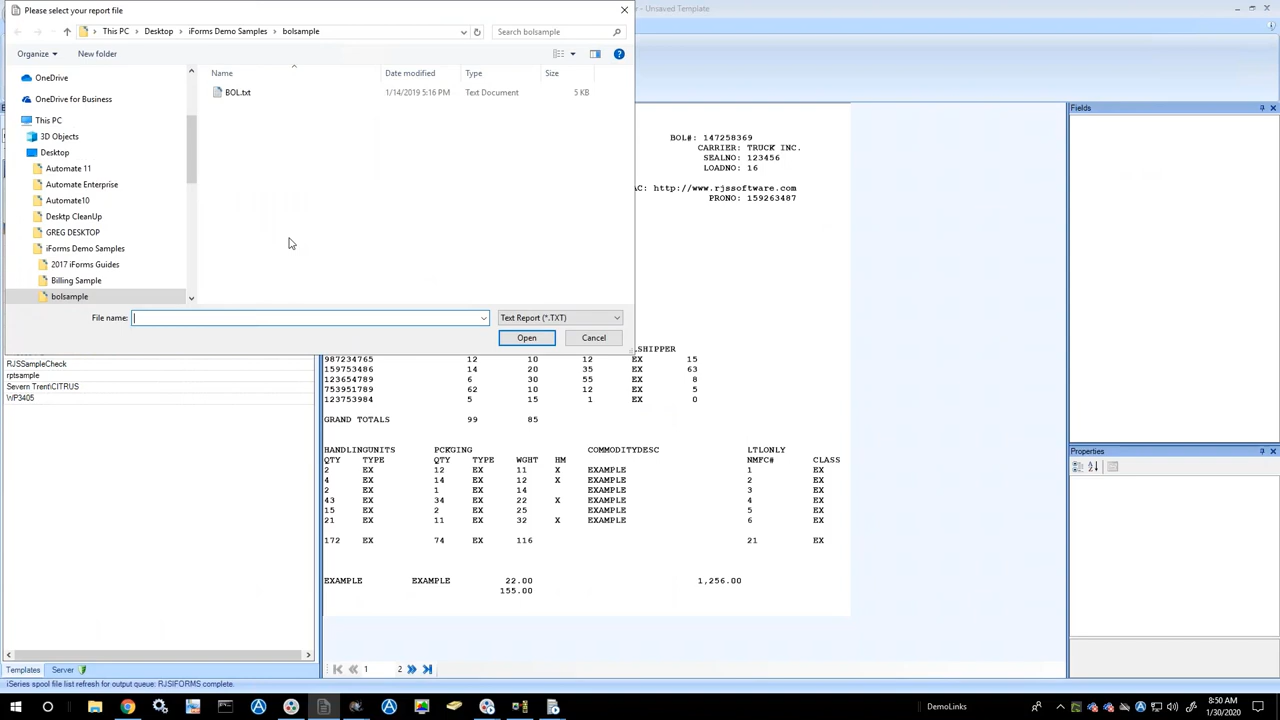 Please select your report file
Unsaved Template
This PC > Desktop > iForms Demo Samples > bolsample
Search bolsample
Organize
New folder
OneDrive
OneDrive for Business
This PC
3D Objects
Desktop
Automate 11
Automate Enterprise
Automate10
Desktp CleanUp
GREG DESKTOP
iForms Demo Samples
2017 iForms Guides
Billing Sample
bolsample
Name Date modified Type Size
BOL.txt 1/14/2019 5:16 PM Text Document 5 KB
File name:
Text Report (*.TXT)
Open Cancel
RJSSampleCheck
rptsample
Severn Trent\CITRUS
WP3405
Templates Server
iSeries spool file list refresh for output queue: RJSIFORMS complete.
BOL#: 147258369
CARRIER: TRUCK INC.
SEALNO: 123456
LOADNO: 16
AC: http://www.rjssoftware.com
PRONO: 159263487
SHIPPER
987234765 12 10 12 EX 15
159753486 14 20 35 EX 63
123654789 6 30 55 EX 8
753951789 62 10 12 EX 5
123753984 5 15 1 EX 0
GRAND TOTALS 99 85
HANDLINGUNITS PCKGING COMMODITYDESC LTLONLY
QTY TYPE QTY TYPE WGHT HM NMFC# CLASS
2 EX 12 EX 11 X EXAMPLE 1 EX
4 EX 14 EX 12 X EXAMPLE 2 EX
2 EX 1 EX 14 EXAMPLE 3 EX
43 EX 34 EX 22 X EXAMPLE 4 EX
15 EX 2 EX 25 EXAMPLE 5 EX
21 EX 11 EX 32 X EXAMPLE 6 EX
172 EX 74 EX 116 21 EX
EXAMPLE EXAMPLE 22.00 1,256.00
155.00
1 2
Fields
Properties
DemoLinks
8:50 AM
1/30/2020